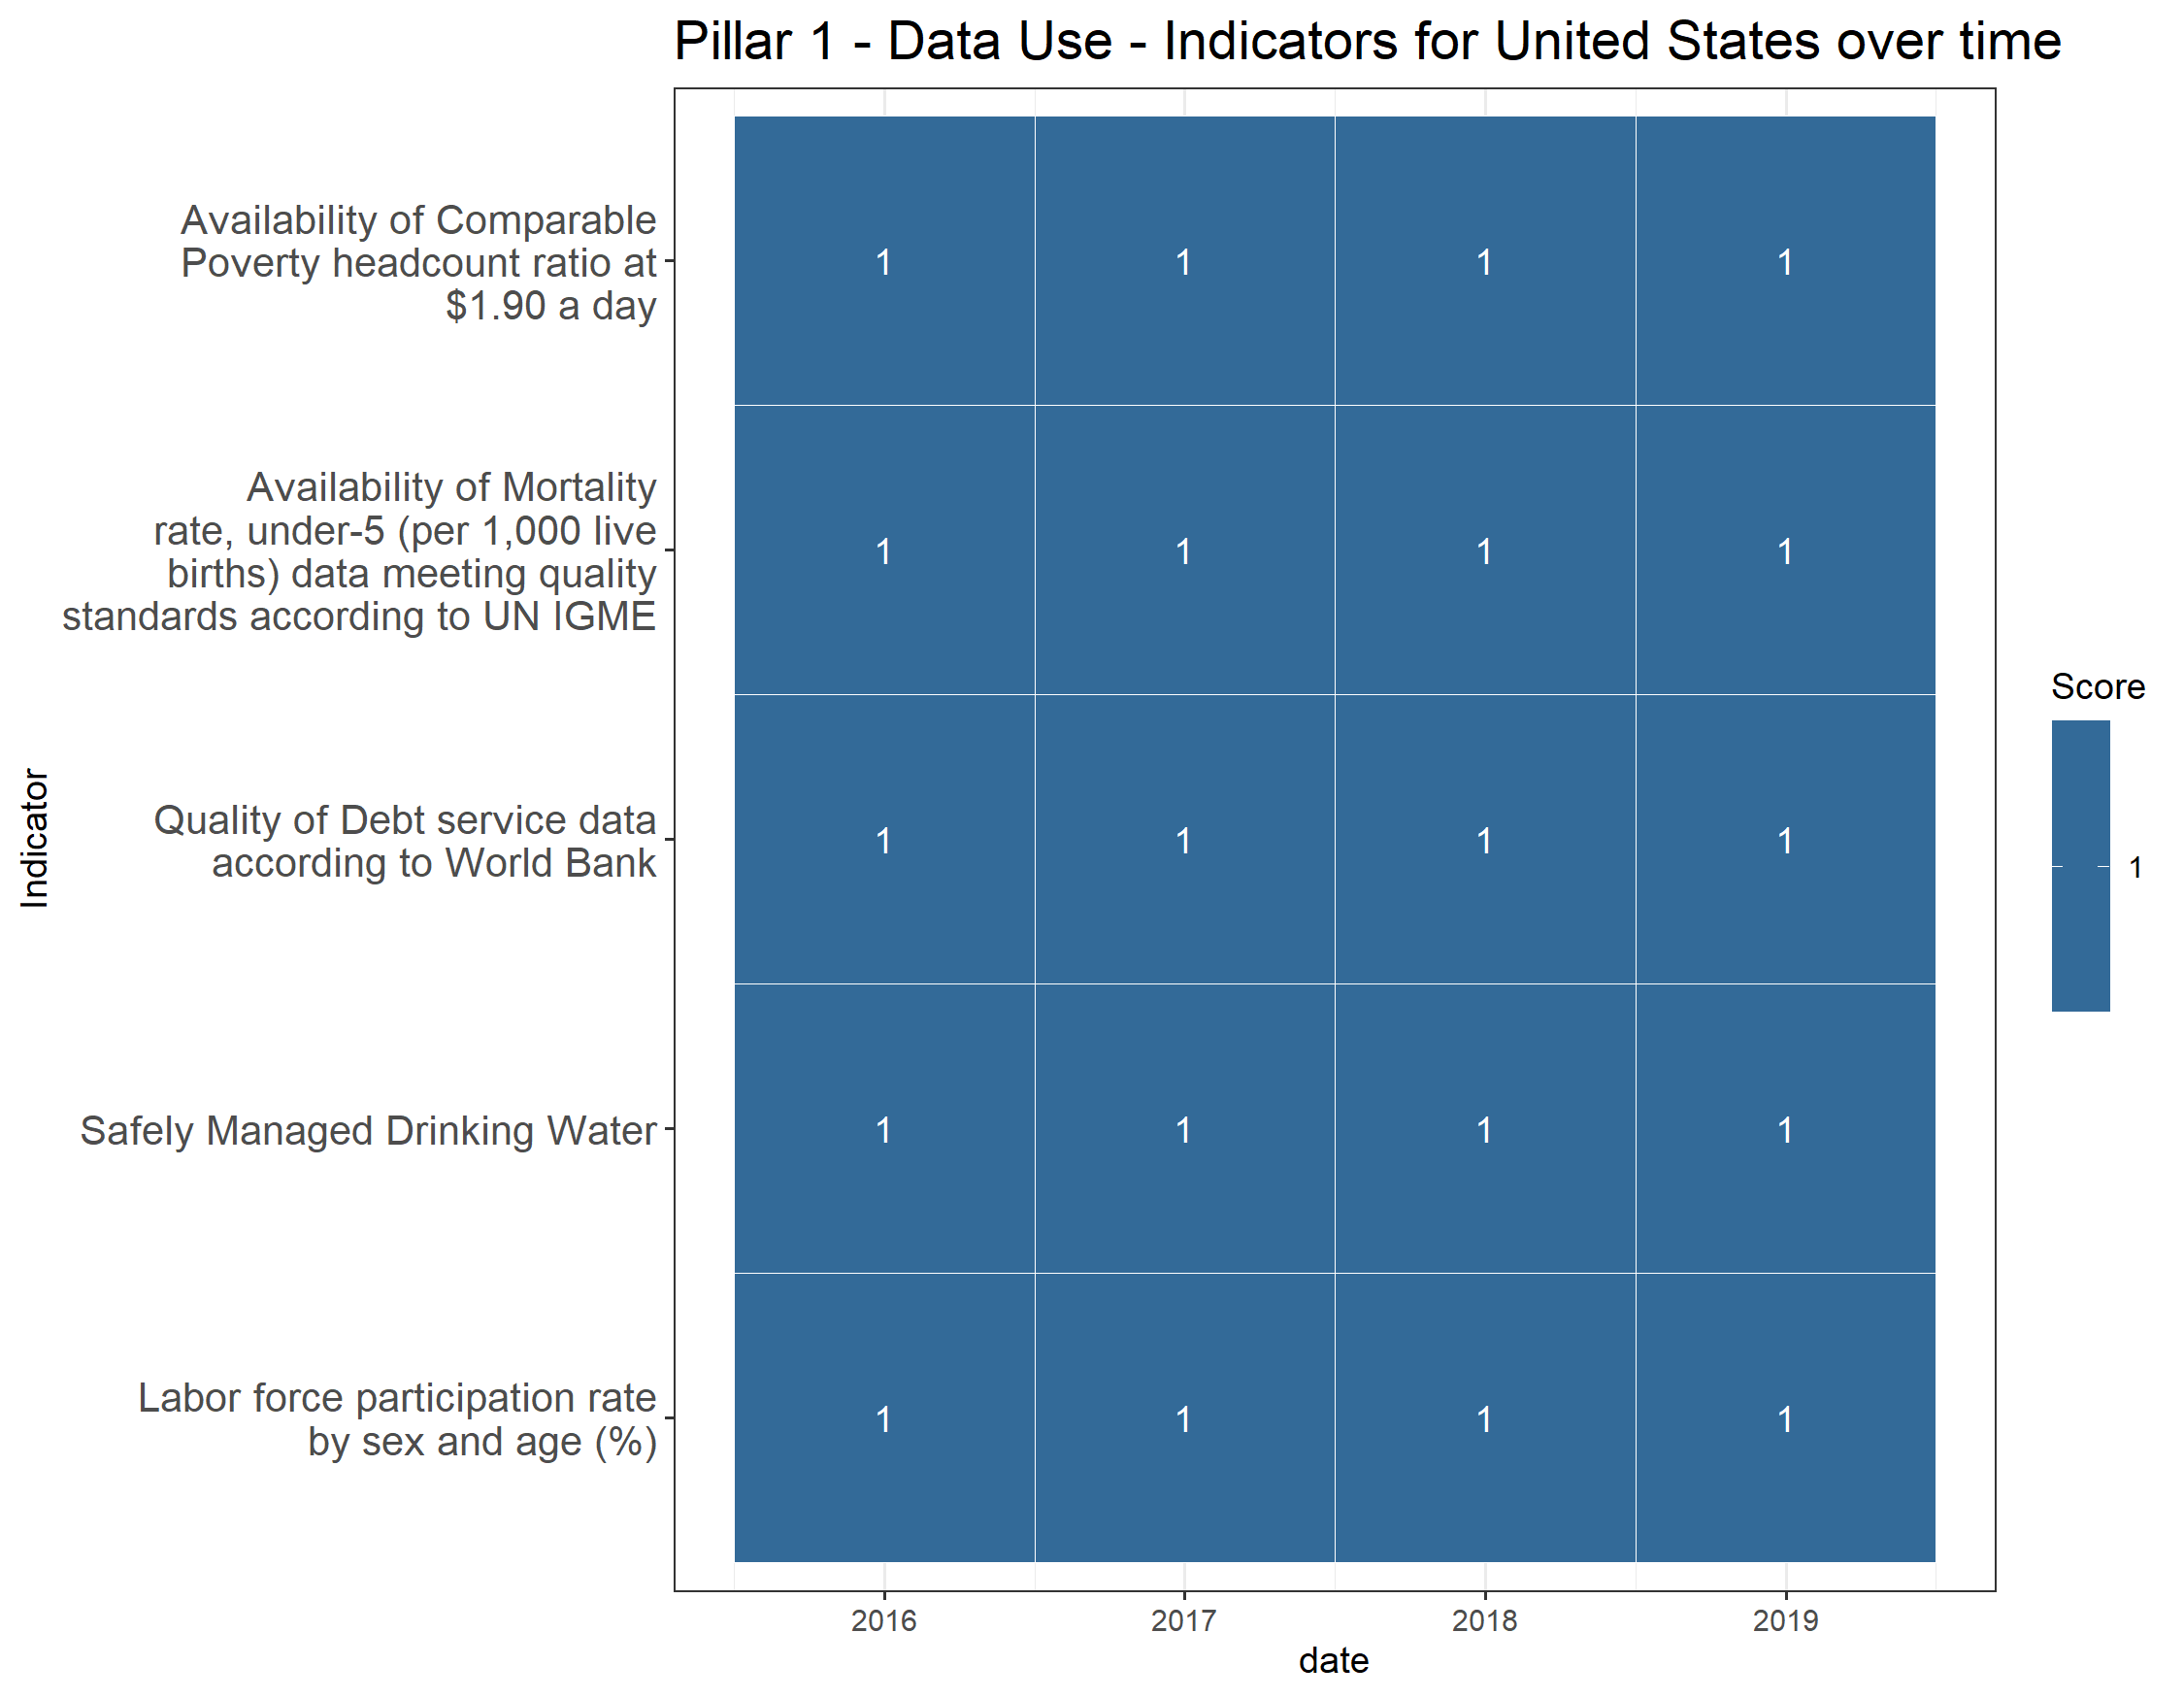 Pillar 1 - Data Use - Indicators for United States over time
Availability of Comparable
Poverty headcount ratio at
$1.90 a day
1 1 1 1
Availability of Mortality
rate, under-5 (per 1,000 live
births) data meeting quality
standards according to UN IGME
1 1 1 1
Quality of Debt service data
according to World Bank
1 1 1 1
Safely Managed Drinking Water
1 1 1 1
Labor force participation rate
by sex and age (%)
1 1 1 1
Indicator
2016 2017 2018 2019
date
Score
1